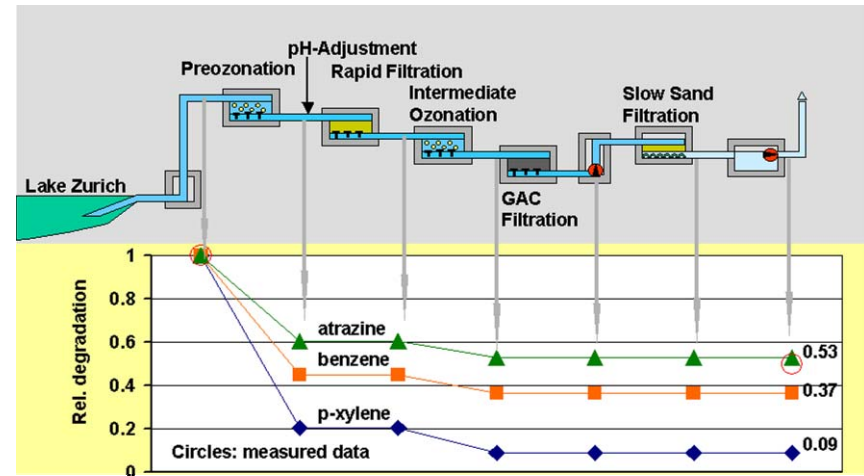 pH-Adjustment
Preozonation
Rapid Filtration
Intermediate
Ozonation
Slow Sand
Filtration
Lake Zurich
GAC
Filtration
Rel. degradation
1
0.8
0.6
0.4
0.2
0
atrazine
benzene
p-xylene
0.53
0.37
0.09
Circles: measured data